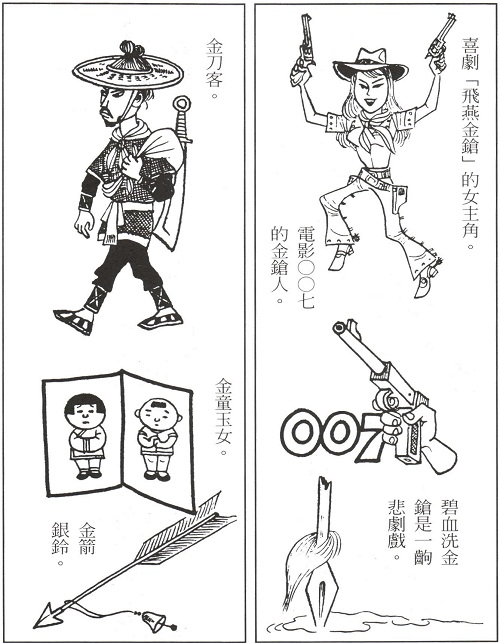 喜劇「飛燕金鎗」的女主角。
電影○○七
的金鎗人。
007
碧血洗金
鎗是一齣
悲劇戲。
金刀客。
金童玉女。
金箭
銀鈴。